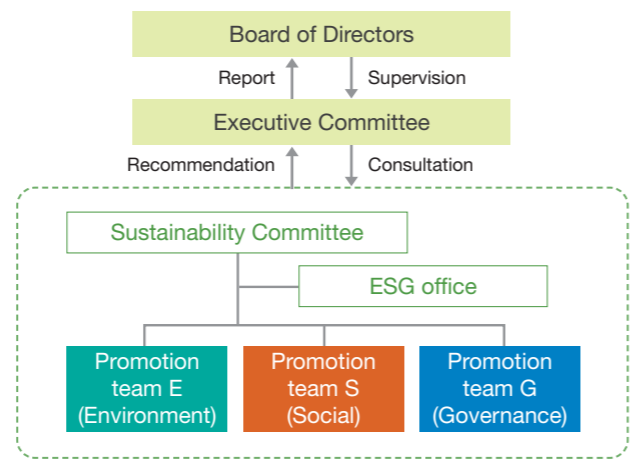 Board of Directors
Report
Supervision
Executive Committee
Recommendation
Consultation
Sustainability Committee
ESG office
Promotion
team E
(Environment)
Promotion
team S
(Social)
Promotion
team G
(Governance)